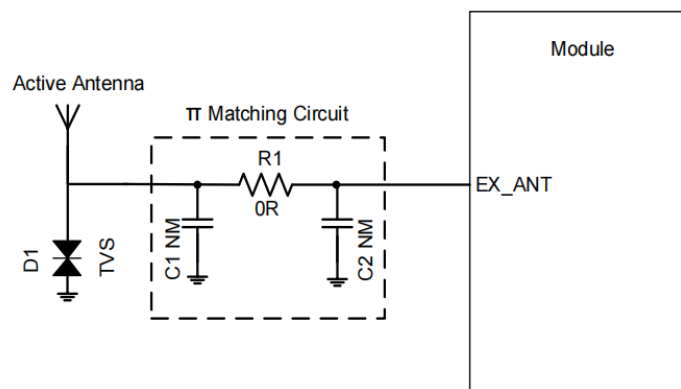 Module
Active Antenna
π Matching Circuit
R1
0R
EX_ANT
C1 NM
C2 NM
D1
TVS